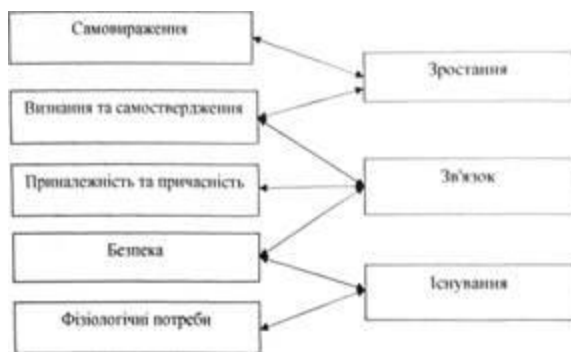 Самовираження
Зростання
Визнання та самоствердження
Приналежність та причасність
Зв'язок
Безпека
Існування
Фізіологічні потреби